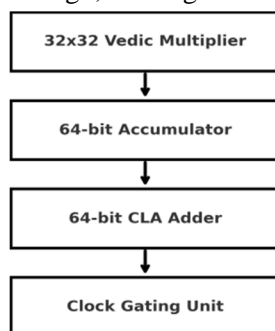 32x32 Vedic Multiplier
64-bit Accumulator
64-bit CLA Adder
Clock Gating Unit